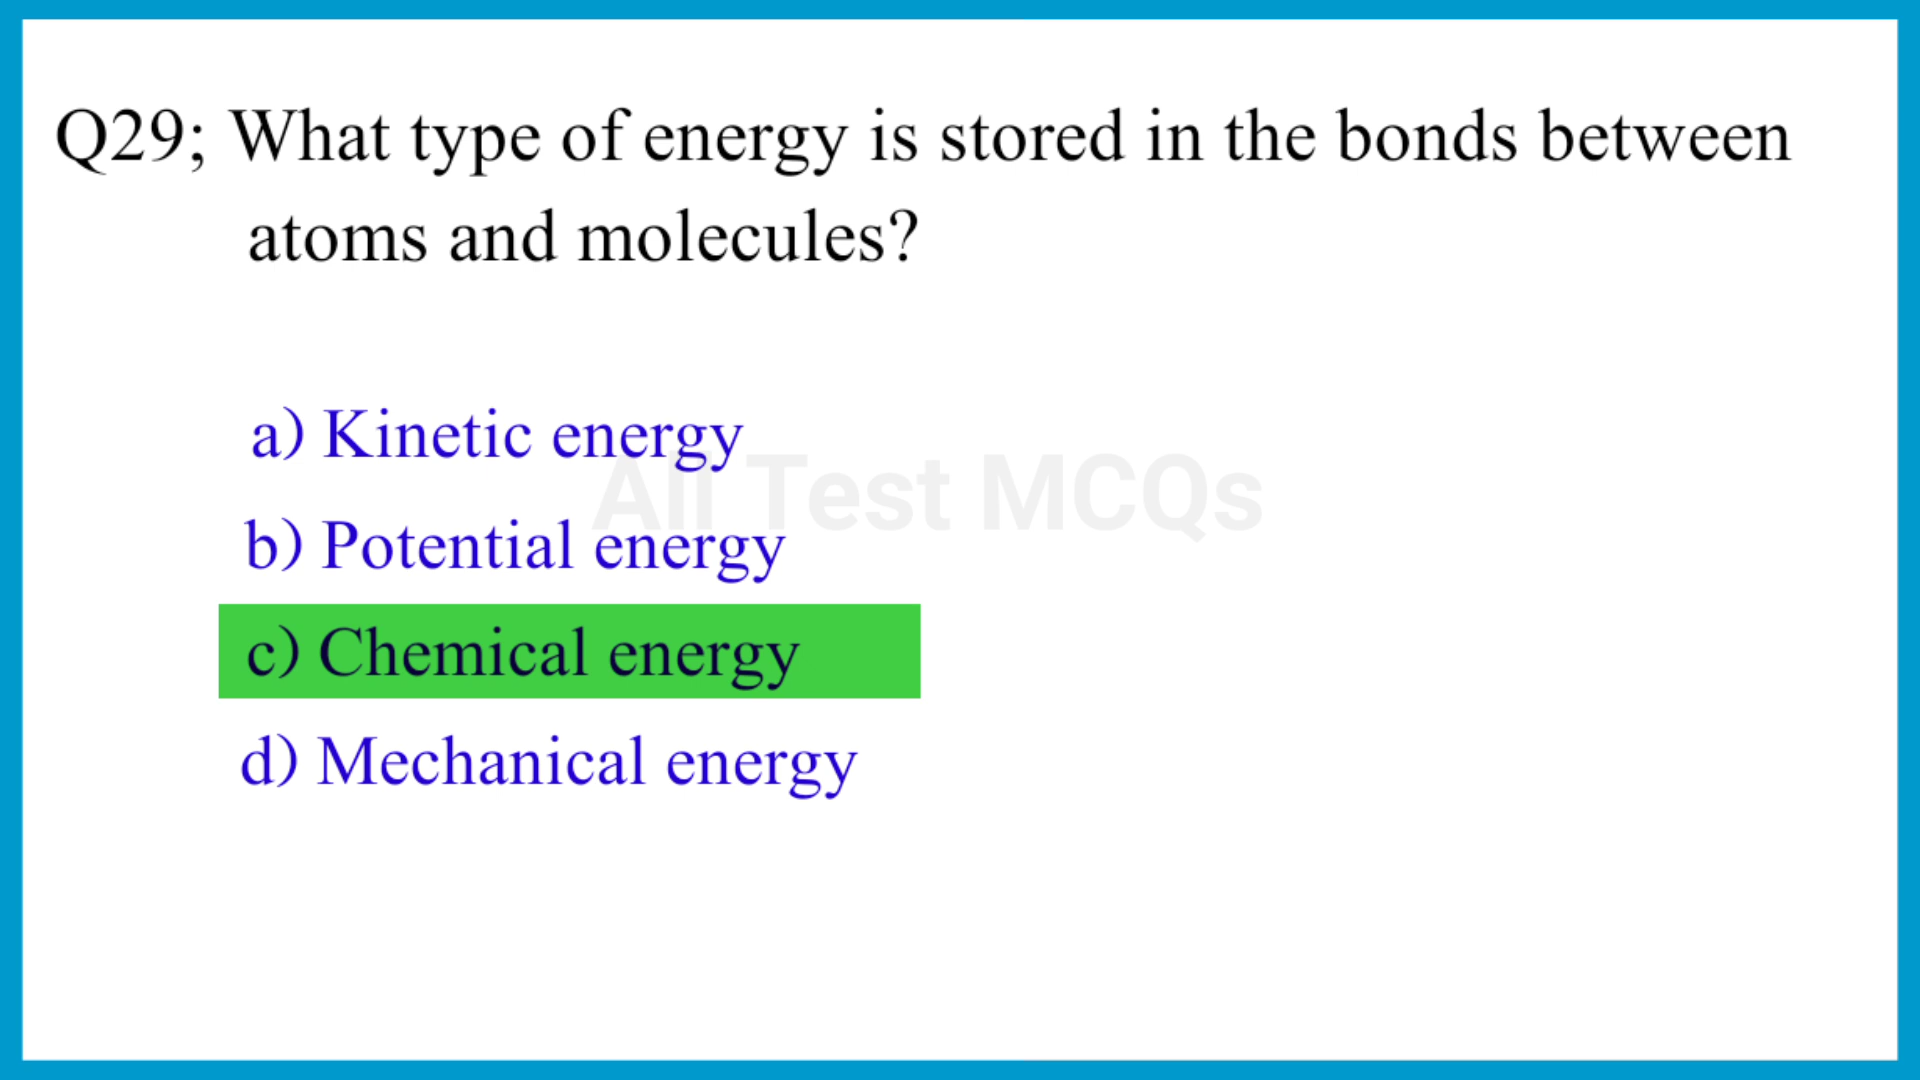 Q29; What type of energy is stored in the bonds between
atoms and molecules?
a) Kinetic energy
All Test MCQs
b) Potential energy
c) Chemical energy
d) Mechanical energy